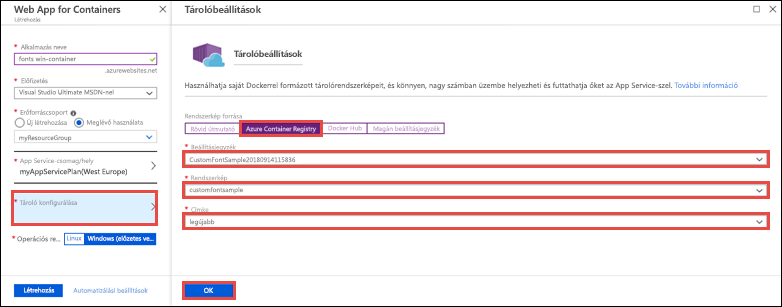 Web App for Containers
Létrehozás
* Alkalmazás neve
fonts win-container
.azurewebsites.net
* Előfizetés
Visual Studio Ultimate MSDN-nel
* Erőforráscsoport
Új létrehozása
Meglévő használata
myResourceGroup
* App Service-csomag/hely
myAppServicePlan(West Europe)
* Tároló konfigurálása
* Operációs re...
Linux
Windows (előzetes ve...
Létrehozás
Automatizálási beállítások
Tárolóbeállítások
Tárolóbeállítások
Használhatja saját Dockerrel formázott tárolórendszerképeit, és könnyen, nagy számban üzembe helyezheti és futtathatja őket az App Service-szel. További információ
Rendszerkép forrása
Rövid útmutató
Azure Container Registry
Docker Hub
Magán beállításjegyzék
* Beállításjegyzék
CustomFontSample20180914115836
* Rendszerkép
customfontsample
* Címke
legújabb
OK